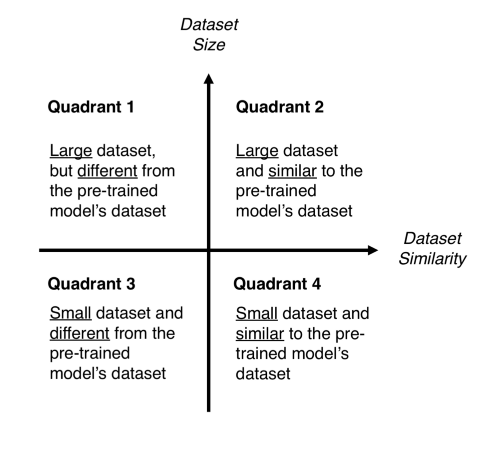 Dataset
Size
Quadrant 1
Large dataset,
but different from
the pre-trained
model's dataset
Quadrant 2
Large dataset
and similar to the
pre-trained
model's dataset
Dataset
Similarity
Quadrant 3
Small dataset and
different from the
pre-trained
model's dataset
Quadrant 4
Small dataset and
similar to the pre-
trained model's
dataset